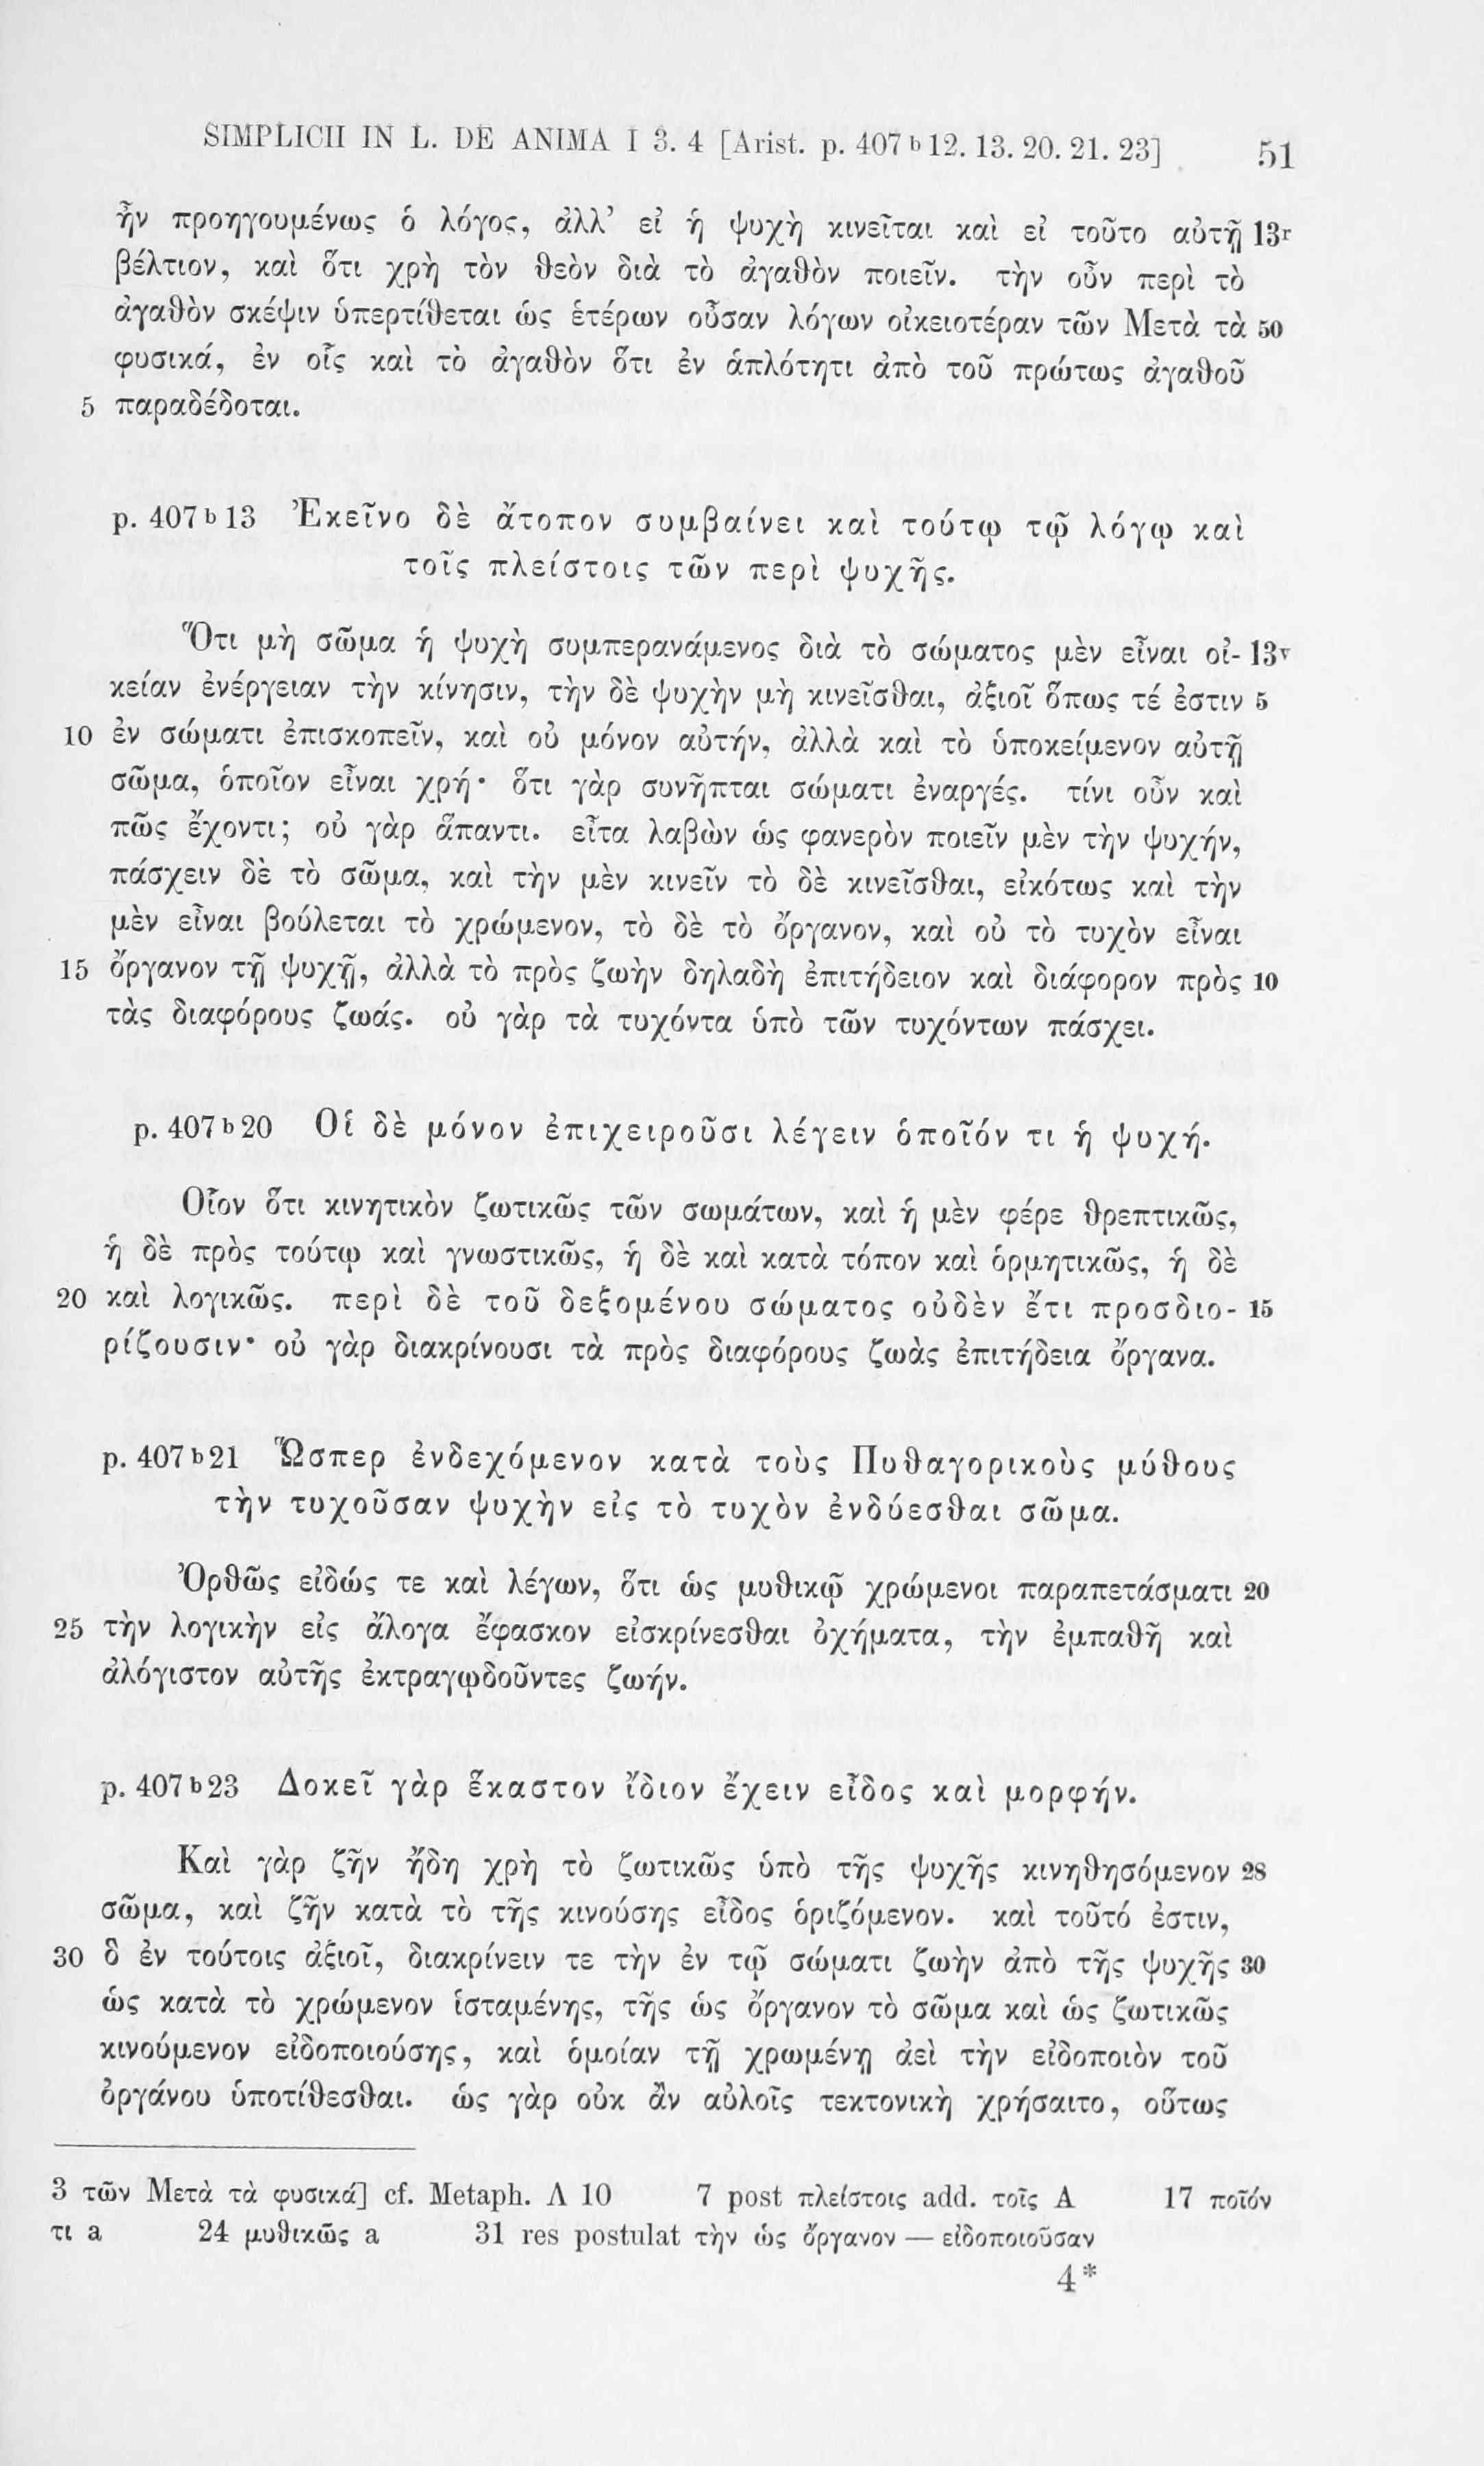 SIMPLICII IN L. DE ANIMA I 3. 4 [Arist. p. 407 b 12. 13. 20. 21. 23] 51
ἦν προηγουμένως ὁ λόγος, ἀλλ’ εἰ ἡ ψυχὴ κινεῖται καὶ εἰ τοῦτο αὐτῇ 13r
βέλτιον, καὶ ὅτι χρὴ τὸν θεὸν διὰ τὸ ἀγαθὸν ποιεῖν. τὴν οὖν περὶ τὸ
ἀγαθὸν σκέψιν ὑπερτίθεται ὡς ἑτέρων οὖσαν λόγων οἰκειοτέραν τῶν Μετὰ τὰ 50
φυσικά, ἐν οἷς καὶ τὸ ἀγαθὸν ὅτι ἐν ἁπλότητι ἀπὸ τοῦ πρώτως ἀγαθοῦ
5 παραδέδοται.
p. 407 b 13 Ἐκεῖνο δὲ ἄτοπον συμβαίνει καὶ τούτῳ τῷ λόγῳ καὶ
τοῖς πλείστοις τῶν περὶ ψυχῆς.
Ὅτι μὴ σῶμα ἡ ψυχὴ συμπερανάμενος διὰ τὸ σώματος μὲν εἶναι οἰ- 13v
κείαν ἐνέργειαν τὴν κίνησιν, τὴν δὲ ψυχὴν μὴ κινεῖσθαι, ἀξιοῖ ὅπως τέ ἐστιν 5
10 ἐν σώματι ἐπισκοπεῖν, καὶ οὐ μόνον αὐτήν, ἀλλὰ καὶ τὸ ὑποκείμενον αὐτῇ
σῶμα, ὁποῖον εἶναι χρή· ὅτι γὰρ συνῆπται σώματι ἐναργές. τίνι οὖν καὶ
πῶς ἔχοντι; οὐ γὰρ ἅπαντι. εἶτα λαβὼν ὡς φανερὸν ποιεῖν μὲν τὴν ψυχήν,
πάσχειν δὲ τὸ σῶμα, καὶ τὴν μὲν κινεῖν τὸ δὲ κινεῖσθαι, εἰκότως καὶ τὴν
μὲν εἶναι βούλεται τὸ χρώμενον, τὸ δὲ τὸ ὄργανον, καὶ οὐ τὸ τυχὸν εἶναι
15 ὄργανον τῇ ψυχῇ, ἀλλὰ τὸ πρὸς ζωὴν δηλαδὴ ἐπιτήδειον καὶ διάφορον πρὸς 10
τὰς διαφόρους ζωάς. οὐ γὰρ τὰ τυχόντα ὑπὸ τῶν τυχόντων πάσχει.
p. 407 b 20 Οἱ δὲ μόνον ἐπιχειροῦσι λέγειν ὁποῖόν τι ἡ ψυχή.
Οἷον ὅτι κινητικὸν ζωτικῶς τῶν σωμάτων, καὶ ἡ μὲν φέρε θρεπτικῶς,
ἡ δὲ πρὸς τούτῳ καὶ γνωστικῶς, ἡ δὲ καὶ κατὰ τόπον καὶ ὁρμητικῶς, ἡ δὲ
20 καὶ λογικῶς. περὶ δὲ τοῦ δεξομένου σώματος οὐδὲν ἔτι προσδιο- 15
ρίζουσιν· οὐ γὰρ διακρίνουσι τὰ πρὸς διαφόρους ζωὰς ἐπιτήδεια ὄργανα.
p. 407 b 21 Ὥσπερ ἐνδεχόμενον κατὰ τοὺς Πυθαγορικοὺς μύθους
τὴν τυχοῦσαν ψυχὴν εἰς τὸ τυχὸν ἐνδύεσθαι σῶμα.
Ὀρθῶς εἰδώς τε καὶ λέγων, ὅτι ὡς μυθικῷ χρώμενοι παραπετάσματι 20
25 τὴν λογικὴν εἰς ἄλογα ἔφασκον εἰσκρίνεσθαι ὀχήματα, τὴν ἐμπαθῆ καὶ
ἀλόγιστον αὐτῆς ἐκτραγῳδοῦντες ζωήν.
p. 407 b 23 Δοκεῖ γὰρ ἕκαστον ἴδιον ἔχειν εἶδος καὶ μορφήν.
Καὶ γὰρ ζῆν ἤδη χρὴ τὸ ζωτικῶς ὑπὸ τῆς ψυχῆς κινηθησόμενον 28
σῶμα, καὶ ζῆν κατὰ τὸ τῆς κινούσης εἶδος ὁριζόμενον. καὶ τοῦτό ἐστιν,
30 ὃ ἐν τούτοις ἀξιοῖ, διακρίνειν τε τὴν ἐν τῷ σώματι ζωὴν ἀπὸ τῆς ψυχῆς 30
ὡς κατὰ τὸ χρώμενον ἱσταμένης, τῆς ὡς ὄργανον τὸ σῶμα καὶ ὡς ζωτικῶς
κινούμενον εἰδοποιούσης, καὶ ὁμοίαν τῇ χρωμένῃ ἀεὶ τὴν εἰδοποιὸν τοῦ
ὀργάνου ὑποτίθεσθαι. ὡς γὰρ οὐκ ἂν αὐλοῖς τεκτονικὴ χρήσαιτο, οὕτως
3 τῶν Μετὰ τὰ φυσικά] cf. Metaph. Λ 10 7 post πλείστοις add. τοῖς A 17 ποῖόν
τι a 24 μυθικῶς a 31 res postulat τὴν ὡς ὄργανον — εἰδοποιοῦσαν
4*